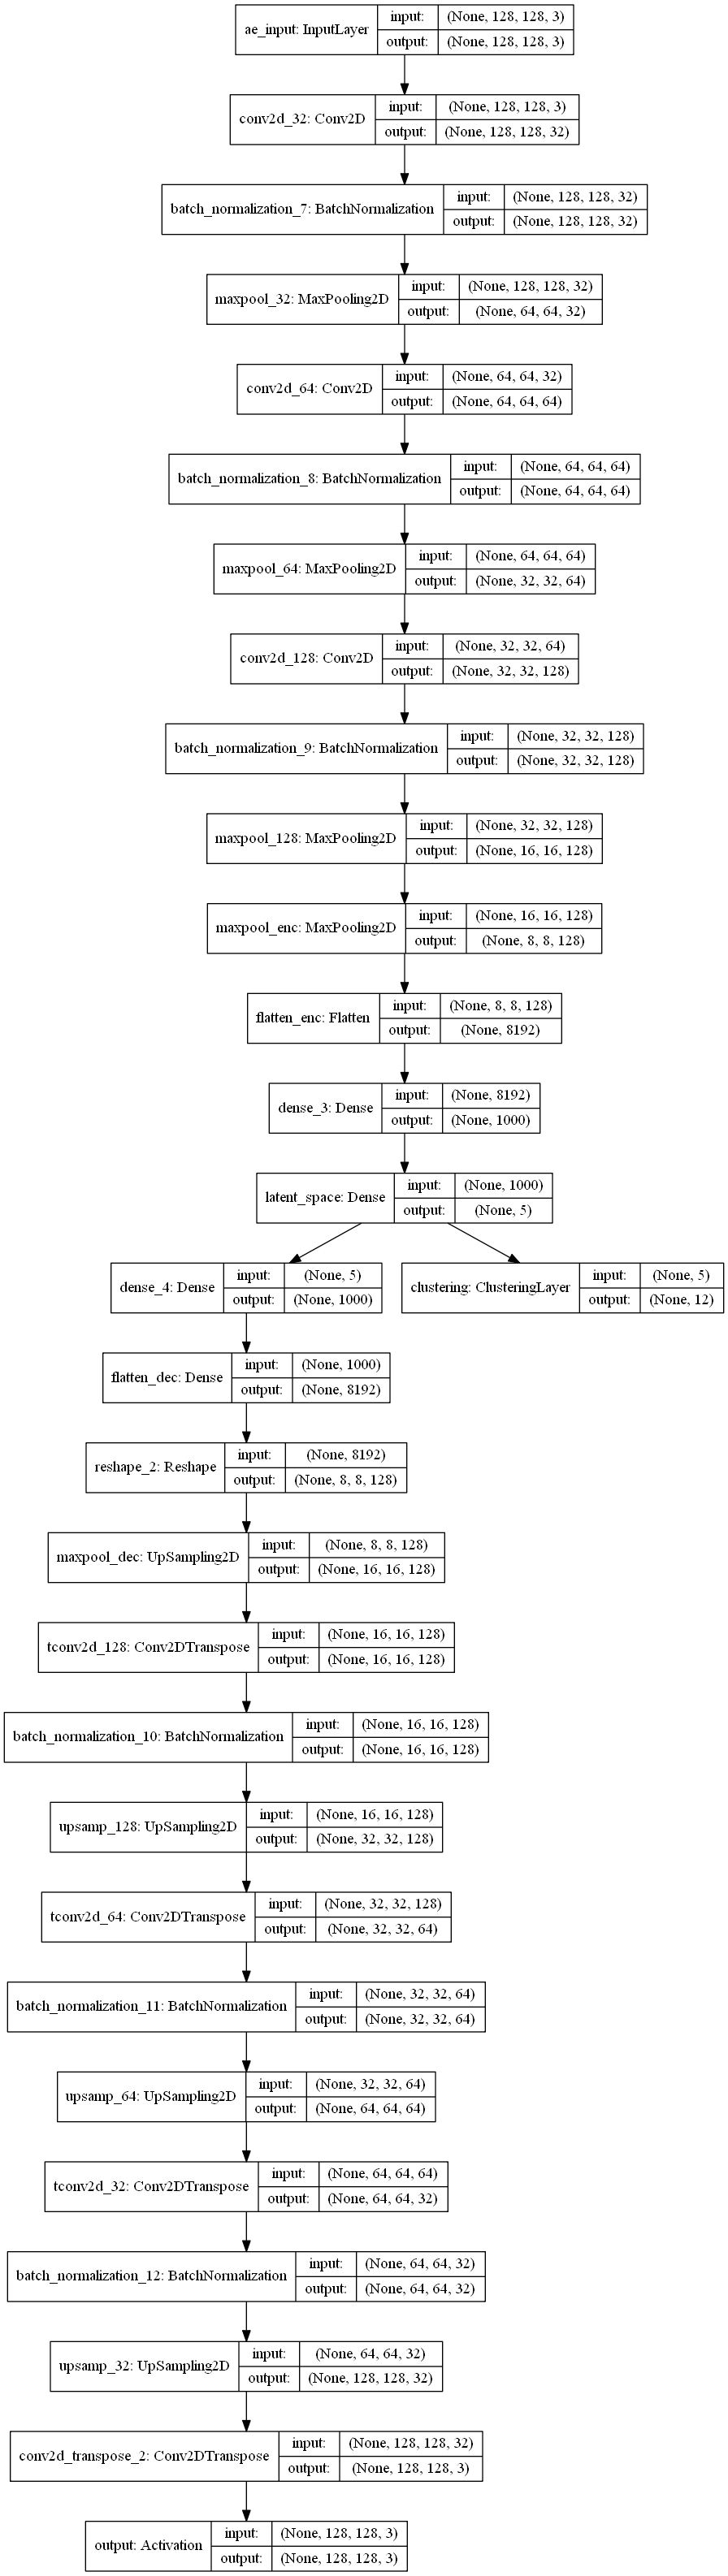 ae_input: InputLayer
input: (None, 128, 128, 3)
output: (None, 128, 128, 3)
conv2d_32: Conv2D
input: (None, 128, 128, 3)
output: (None, 128, 128, 32)
batch_normalization_7: BatchNormalization
input: (None, 128, 128, 32)
output: (None, 128, 128, 32)
maxpool_32: MaxPooling2D
input: (None, 128, 128, 32)
output: (None, 64, 64, 32)
conv2d_64: Conv2D
input: (None, 64, 64, 32)
output: (None, 64, 64, 64)
batch_normalization_8: BatchNormalization
input: (None, 64, 64, 64)
output: (None, 64, 64, 64)
maxpool_64: MaxPooling2D
input: (None, 64, 64, 64)
output: (None, 32, 32, 64)
conv2d_128: Conv2D
input: (None, 32, 32, 64)
output: (None, 32, 32, 128)
batch_normalization_9: BatchNormalization
input: (None, 32, 32, 128)
output: (None, 32, 32, 128)
maxpool_128: MaxPooling2D
input: (None, 32, 32, 128)
output: (None, 16, 16, 128)
maxpool_enc: MaxPooling2D
input: (None, 16, 16, 128)
output: (None, 8, 8, 128)
flatten_enc: Flatten
input: (None, 8, 8, 128)
output: (None, 8192)
dense_3: Dense
input: (None, 8192)
output: (None, 1000)
latent_space: Dense
input: (None, 1000)
output: (None, 5)
dense_4: Dense
input: (None, 5)
output: (None, 1000)
clustering: ClusteringLayer
input: (None, 5)
output: (None, 12)
flatten_dec: Dense
input: (None, 1000)
output: (None, 8192)
reshape_2: Reshape
input: (None, 8192)
output: (None, 8, 8, 128)
maxpool_dec: UpSampling2D
input: (None, 8, 8, 128)
output: (None, 16, 16, 128)
tconv2d_128: Conv2DTranspose
input: (None, 16, 16, 128)
output: (None, 16, 16, 128)
batch_normalization_10: BatchNormalization
input: (None, 16, 16, 128)
output: (None, 16, 16, 128)
upsamp_128: UpSampling2D
input: (None, 16, 16, 128)
output: (None, 32, 32, 128)
tconv2d_64: Conv2DTranspose
input: (None, 32, 32, 128)
output: (None, 32, 32, 64)
batch_normalization_11: BatchNormalization
input: (None, 32, 32, 64)
output: (None, 32, 32, 64)
upsamp_64: UpSampling2D
input: (None, 32, 32, 64)
output: (None, 64, 64, 64)
tconv2d_32: Conv2DTranspose
input: (None, 64, 64, 64)
output: (None, 64, 64, 32)
batch_normalization_12: BatchNormalization
input: (None, 64, 64, 32)
output: (None, 64, 64, 32)
upsamp_32: UpSampling2D
input: (None, 64, 64, 32)
output: (None, 128, 128, 32)
conv2d_transpose_2: Conv2DTranspose
input: (None, 128, 128, 32)
output: (None, 128, 128, 3)
output: Activation
input: (None, 128, 128, 3)
output: (None, 128, 128, 3)